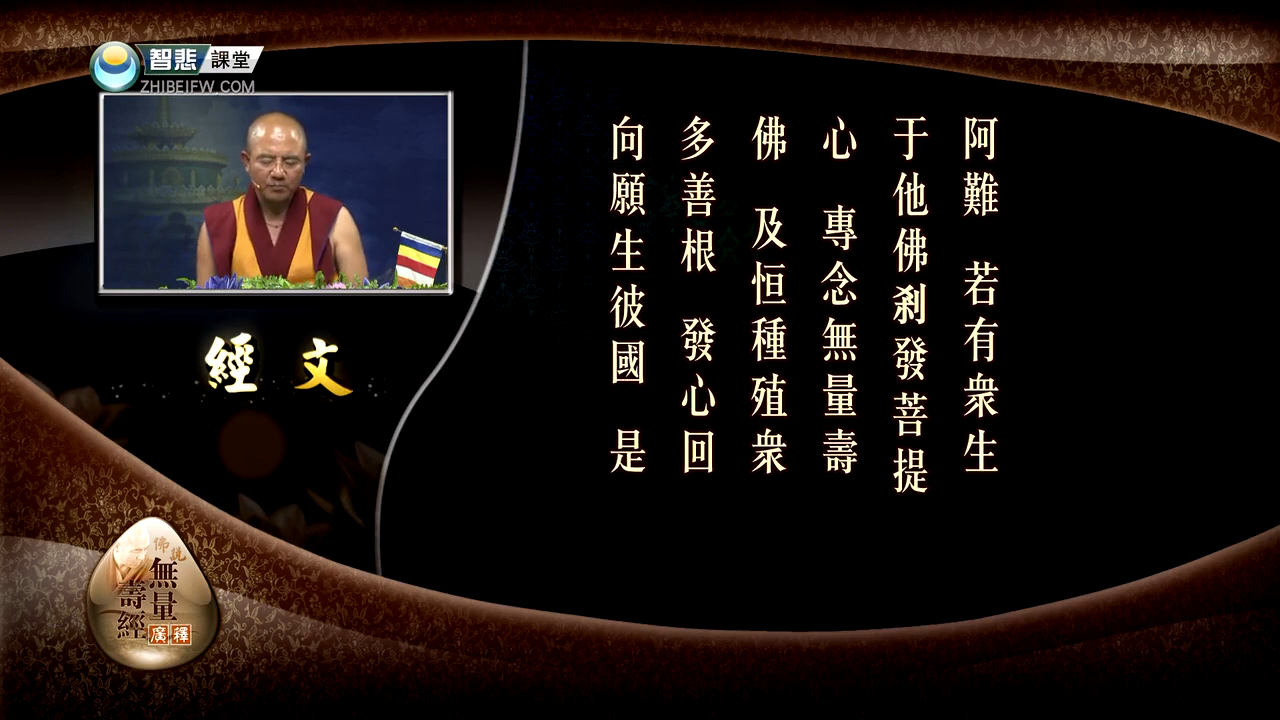 智悲課堂
ZHIBEIFW.COM
經文
阿難 若有衆生
于他佛刹發菩提
心 專念無量壽
佛 及恒種殖衆
多善根 發心回
向願生彼國 是
佛說
無量
壽經
廣釋